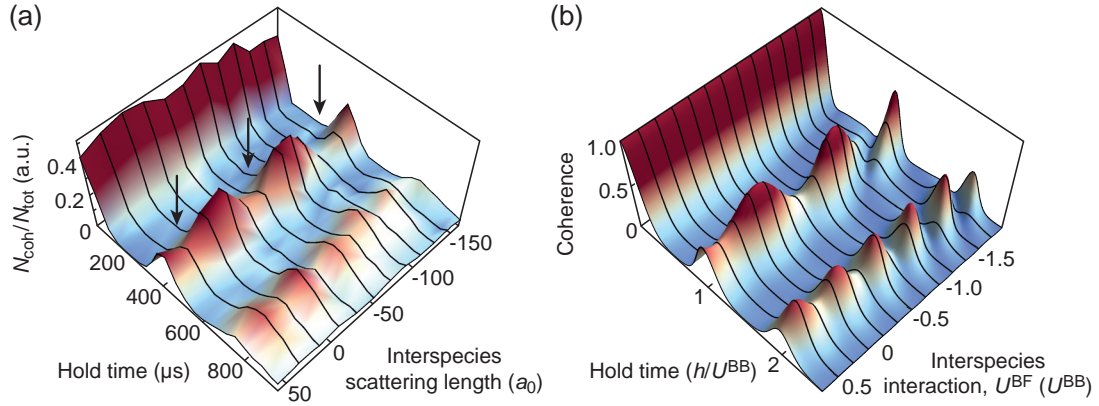 (a)
0.4
0.2
0
N_coh/N_tot (a.u.)
200
400
600
800
Hold time (μs)
-150
-100
-50
0
50
Interspecies
scattering length (a₀)
(b)
1.0
0.5
0
Coherence
1
2
Hold time (h/U^BB)
-1.5
-1.0
-0.5
0
0.5
Interspecies
interaction, U^BF (U^BB)